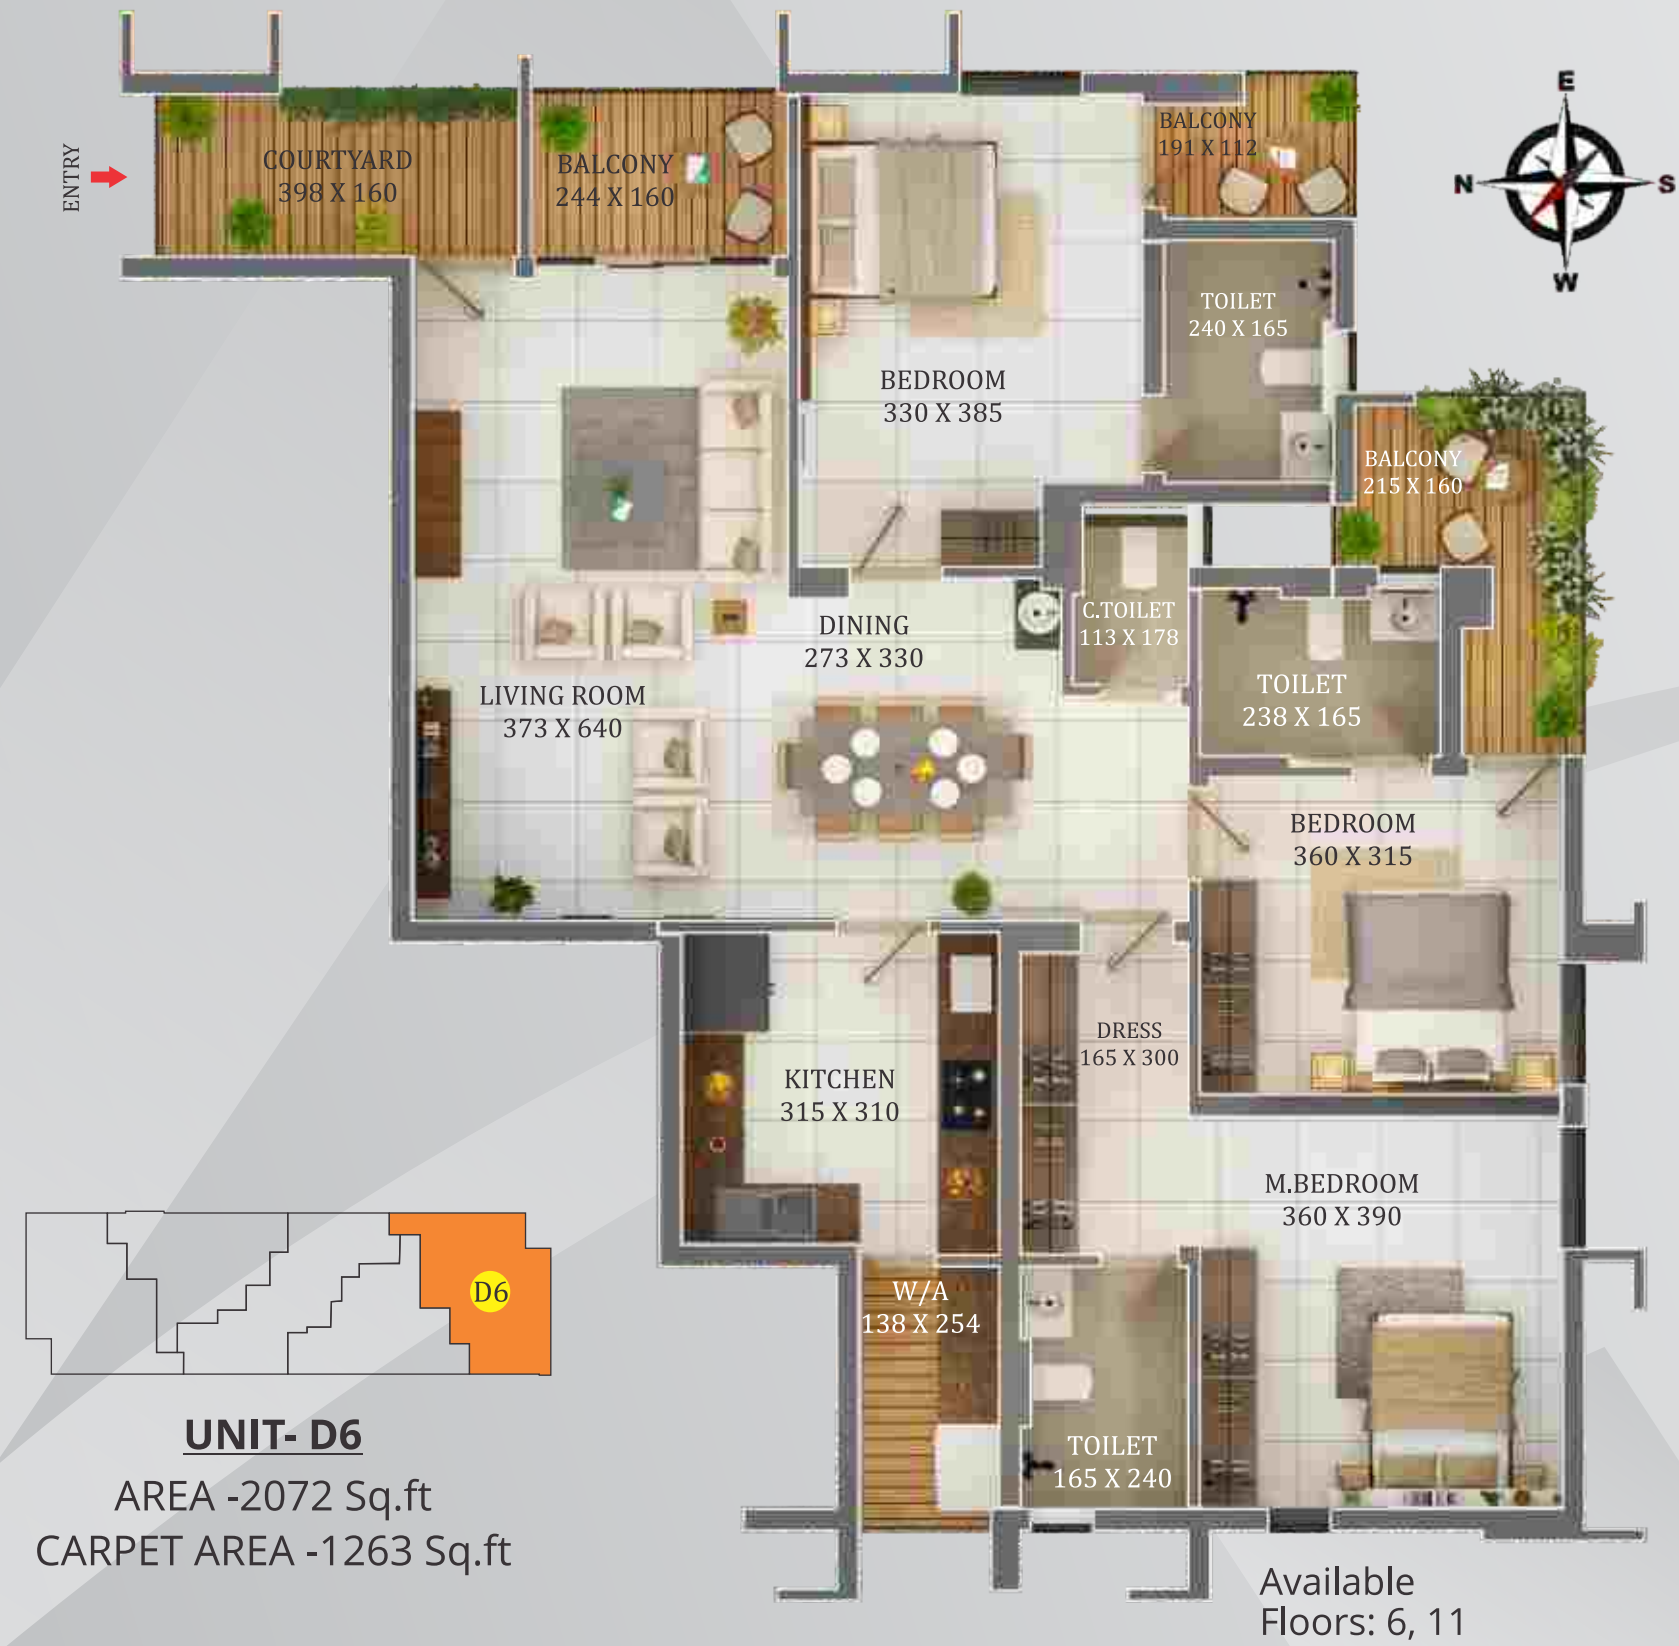 ENTRY
COURTYARD
398 X 160
BALCONY
244 X 160
BALCONY
191 X 112
E
N
S
W
TOILET
240 X 165
BEDROOM
330 X 385
BALCONY
215 X 160
C.TOILET
113 X 178
DINING
273 X 330
LIVING ROOM
373 X 640
TOILET
238 X 165
BEDROOM
360 X 315
DRESS
165 X 300
KITCHEN
315 X 310
M.BEDROOM
360 X 390
W/A
138 X 254
TOILET
165 X 240
D6
UNIT- D6
AREA -2072 Sq.ft
CARPET AREA -1263 Sq.ft
Available
Floors: 6, 11